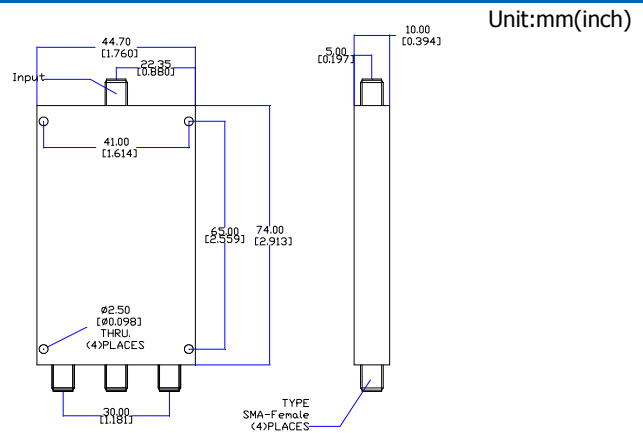 Unit:mm(inch)
44.70
[1.760]
22.35
[0.880]
Input
10.00
[0.394]
5.00
[0.197]
41.00
[1.614]
65.00
[2.559]
74.00
[2.913]
ø2.50
[ø0.098]
THRU.
(4)PLACES
30.00
[1.181]
TYPE
SMA-Female
(4)PLACES